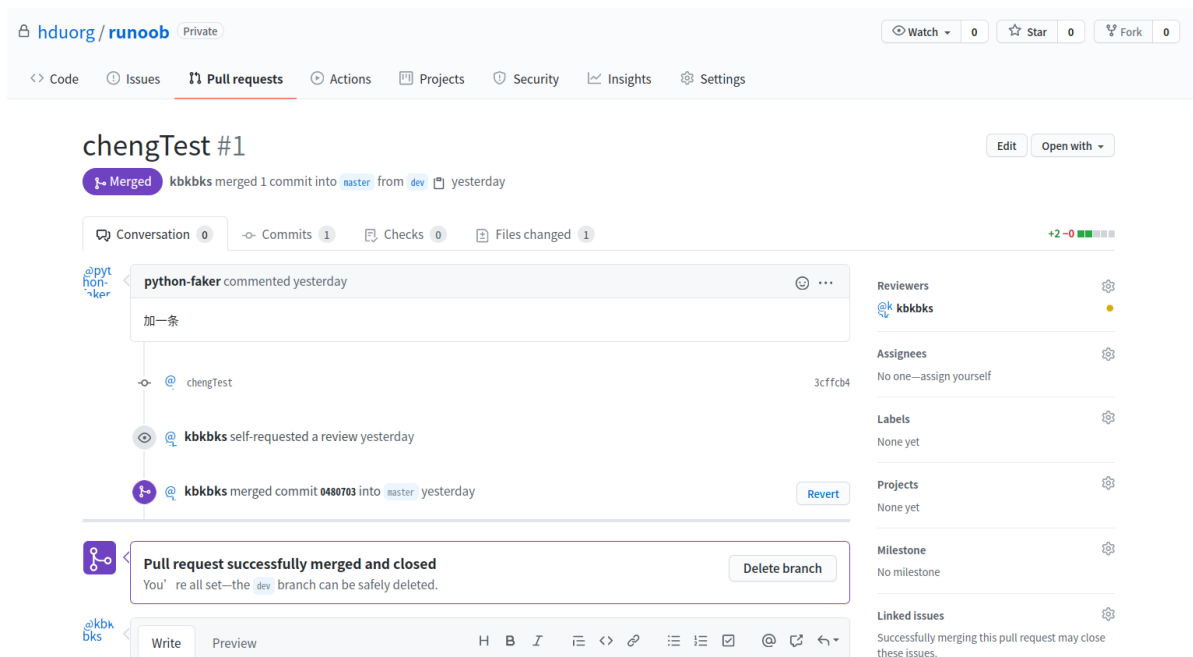 hduorg / runoob Private Watch 0 Star 0 Fork 0
Code Issues Pull requests Actions Projects Security Insights Settings
chengTest #1 Edit Open with
Merged kbkbks merged 1 commit into master from dev yesterday
Conversation 0 Commits 1 Checks 0 Files changed 1 +2 −0
@pyt
hon-
faker
python-faker commented yesterday
加一条
chengTest 3cffcb4
kbkbks self-requested a review yesterday
kbkbks merged commit 0480703 into master yesterday Revert
Pull request successfully merged and closed
You’re all set—the dev branch can be safely deleted.
Delete branch
@kbk
bks
Write Preview H B I
Reviewers
@k kbkbks
Assignees
No one—assign yourself
Labels
None yet
Projects
None yet
Milestone
No milestone
Linked issues
Successfully merging this pull request may close
these issues.